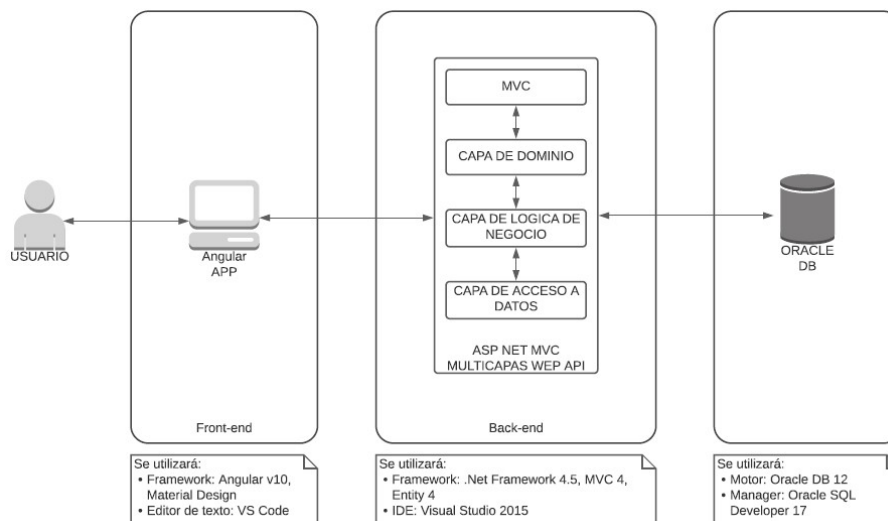 MVC
CAPA DE DOMINIO
CAPA DE LOGICA DE
NEGOCIO
CAPA DE ACCESO A
DATOS
ASP NET MVC
MULTICAPAS WEP API
USUARIO
Angular
APP
ORACLE
DB
Front-end
Back-end
Se utilizará:
• Framework: Angular v10,
Material Design
• Editor de texto: VS Code
Se utilizará:
• Framework: .Net Framework 4.5, MVC 4,
Entity 4
• IDE: Visual Studio 2015
Se utilizará:
• Motor: Oracle DB 12
• Manager: Oracle SQL
Developer 17